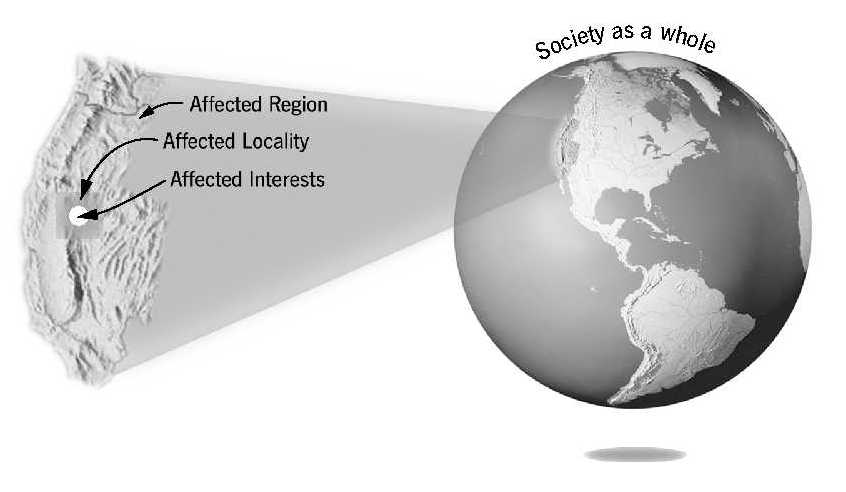 Society as a whole
Affected Region
Affected Locality
Affected Interests